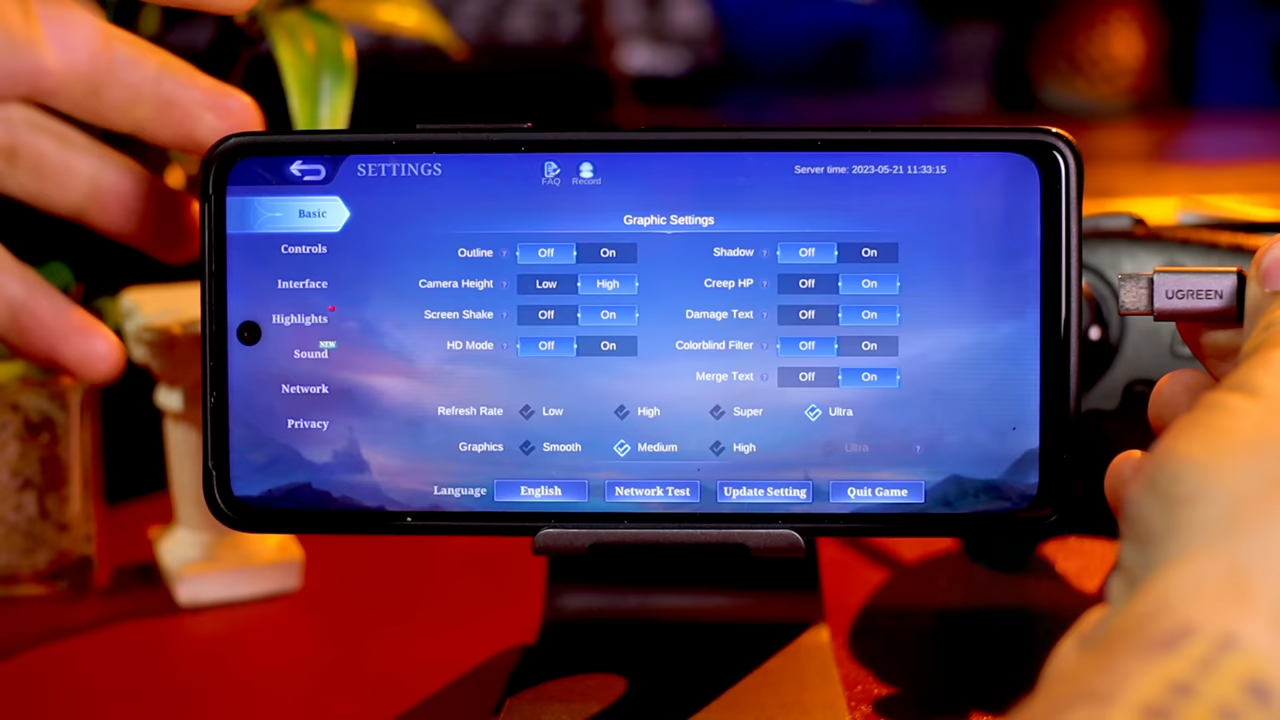 SETTINGS
FAQ
Record
Server time: 2023-05-21 11:33:15
Basic
Controls
Interface
Highlights
NEW
Sound
Network
Privacy
Graphic Settings
Outline ? Off On
Shadow ? Off On
Camera Height ? Low High
Creep HP ? Off On
Screen Shake ? Off On
Damage Text ? Off On
HD Mode ? Off On
Colorblind Filter ? Off On
Merge Text ? Off On
Refresh Rate Low High Super Ultra
Graphics Smooth Medium High Ultra ?
Language English Network Test Update Setting Quit Game
UGREEN